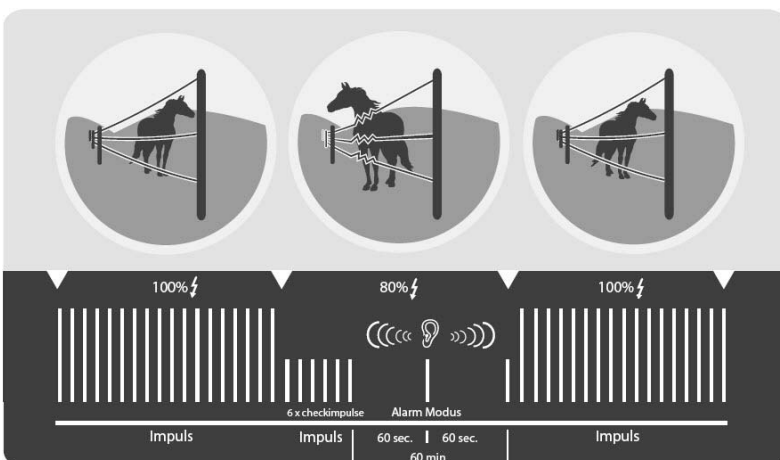 100%
80%
100%
6 x checkimpulse
Alarm Modus
Impuls
Impuls
60 sec.
60 sec.
Impuls
60 min